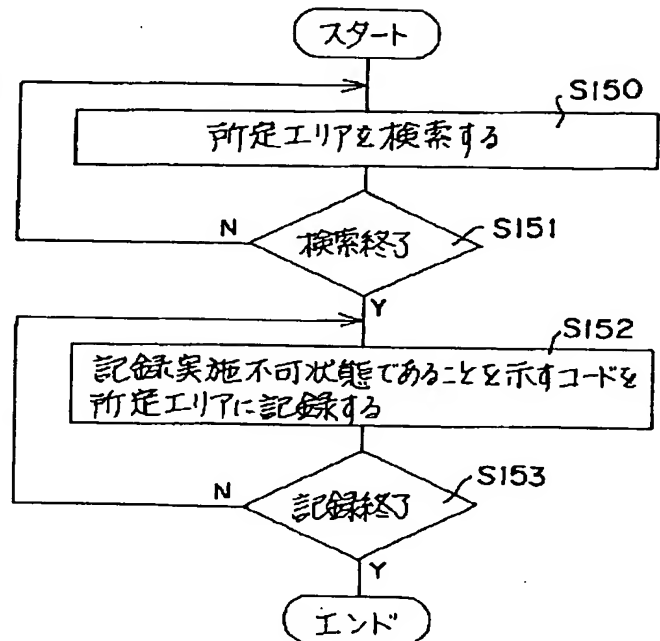 スタート
S150
所定エリアを検索する
N
検索終了
S151
Y
S152
記録実施不可状態であることを示すコードを
所定エリアに記録する
N
記録終了
S153
Y
エンド